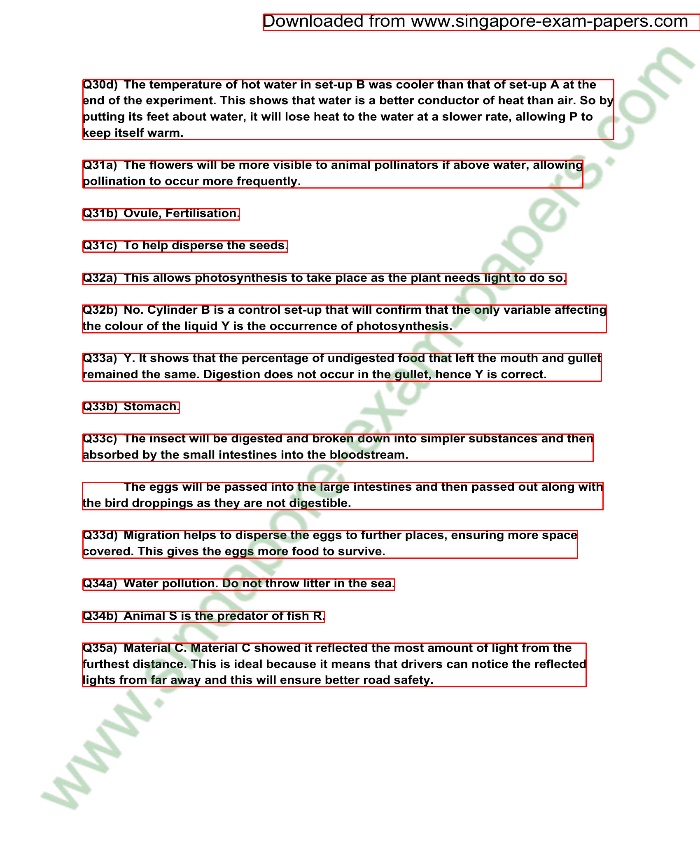 Downloaded from www.singapore-exam-papers.com
Q30d) The temperature of hot water in set-up B was cooler than that of set-up A at the
end of the experiment. This shows that water is a better conductor of heat than air. So by
putting its feet about water, it will lose heat to the water at a slower rate, allowing P to
keep itself warm.
Q31a) The flowers will be more visible to animal pollinators if above water, allowing
pollination to occur more frequently.
Q31b) Ovule, Fertilisation.
Q31c) To help disperse the seeds.
Q32a) This allows photosynthesis to take place as the plant needs light to do so.
Q32b) No. Cylinder B is a control set-up that will confirm that the only variable affecting
the colour of the liquid Y is the occurrence of photosynthesis.
Q33a) Y. It shows that the percentage of undigested food that left the mouth and gullet
remained the same. Digestion does not occur in the gullet, hence Y is correct.
Q33b) Stomach.
Q33c) The insect will be digested and broken down into simpler substances and then
absorbed by the small intestines into the bloodstream.
The eggs will be passed into the large intestines and then passed out along with
the bird droppings as they are not digestible.
Q33d) Migration helps to disperse the eggs to further places, ensuring more space
covered. This gives the eggs more food to survive.
Q34a) Water pollution. Do not throw litter in the sea.
Q34b) Animal S is the predator of fish R.
Q35a) Material C. Material C showed it reflected the most amount of light from the
furthest distance. This is ideal because it means that drivers can notice the reflected
lights from far away and this will ensure better road safety.
www.singapore-exam-papers.com